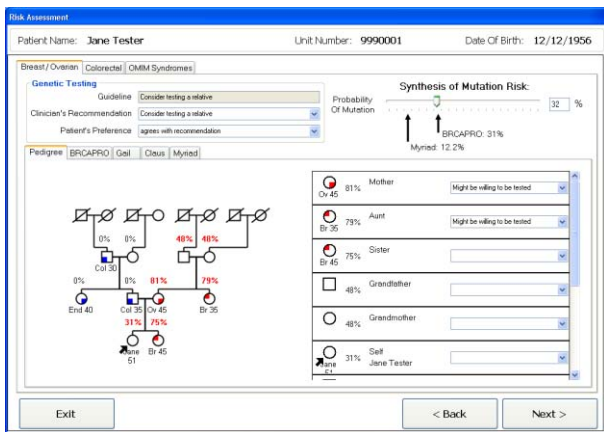 Risk Assessment
Patient Name: Jane Tester Unit Number: 9990001 Date Of Birth: 12/12/1956
Breast/Ovarian Colorectal OMIM Syndromes
Genetic Testing
Guideline Consider testing a relative
Clinician's Recommendation Consider testing a relative
Patient's Preference agrees with recommendation
Synthesis of Mutation Risk:
Probability
Of Mutation
32 %
BRCAPRO: 31%
Myriad: 12.2%
Pedigree BRCAPRO Gail Claus Myriad
0% 0% 48% 48%
Col 30
0% 0% 81% 79%
End 40 Col 35 Ov 45 Br 35
31% 75%
Jane Br 45
51
Ov 45 81% Mother Might be willing to be tested
Br 35 79% Aunt Might be willing to be tested
Br 45 75% Sister
48% Grandfather
48% Grandmother
Jane 31% Self
51 Jane Tester
Exit < Back Next >